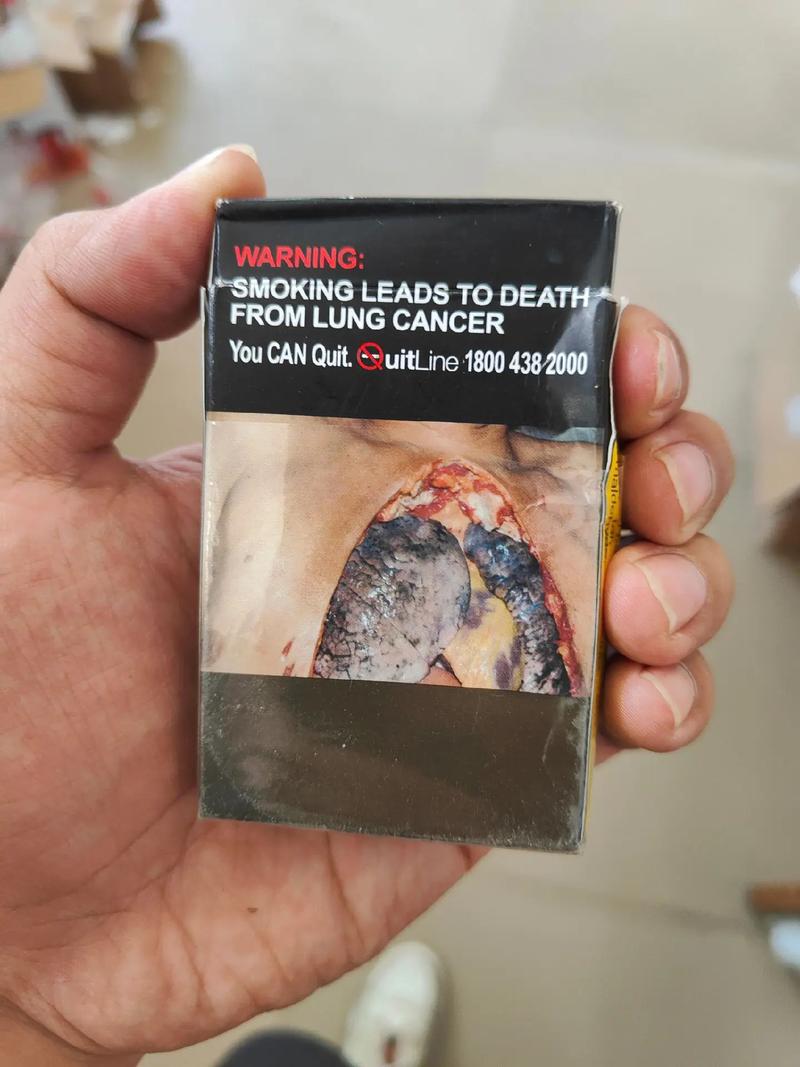 WARNING:
SMOKING LEADS TO DEATH
FROM LUNG CANCER
You CAN Quit. QuitLine 1800 438 2000